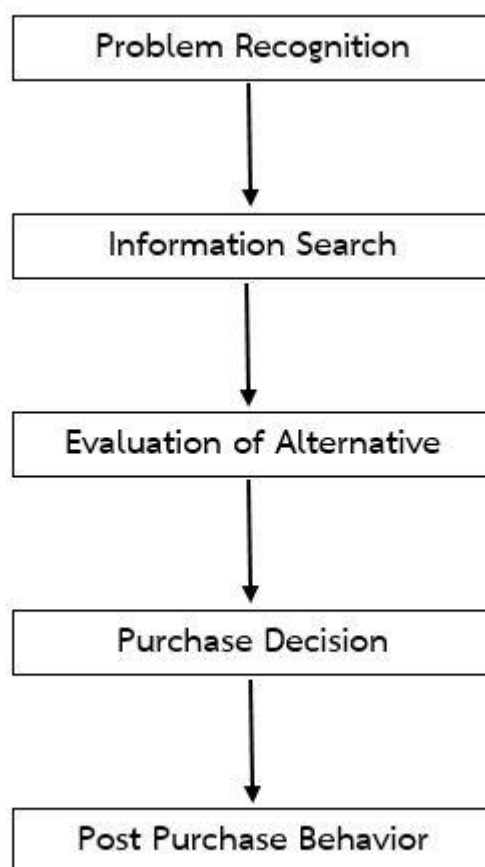 Problem Recognition
Information Search
Evaluation of Alternative
Purchase Decision
Post Purchase Behavior